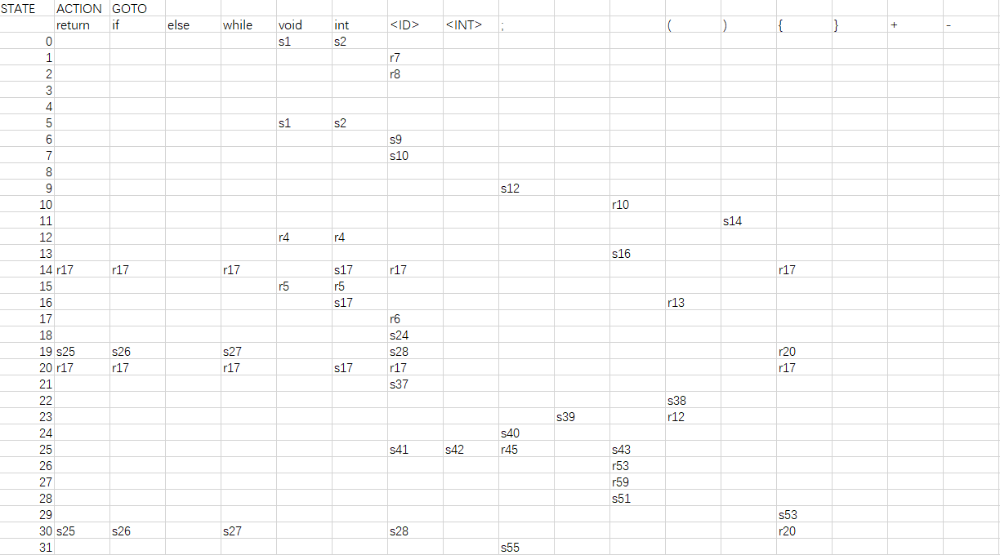 STATE ACTION GOTO
return if else while void int <ID> <INT> ; ( ) { } + -
0 s1 s2
1 r7
2 r8
3
4
5 s1 s2
6 s9
7 s10
8
9 s12
10 r10
11 s14
12 r4 r4
13 s16
14 r17 r17 r17 s17 r17 r17
15 r5 r5
16 s17 r13
17 r6
18 s24
19 s25 s26 s27 s28 r20
20 r17 r17 r17 s17 r17 r17
21 s37
22 s38
23 s39 r12
24 s40
25 s41 s42 r45 s43
26 r53
27 r59
28 s51
29 s53
30 s25 s26 s27 s28 r20
31 s55